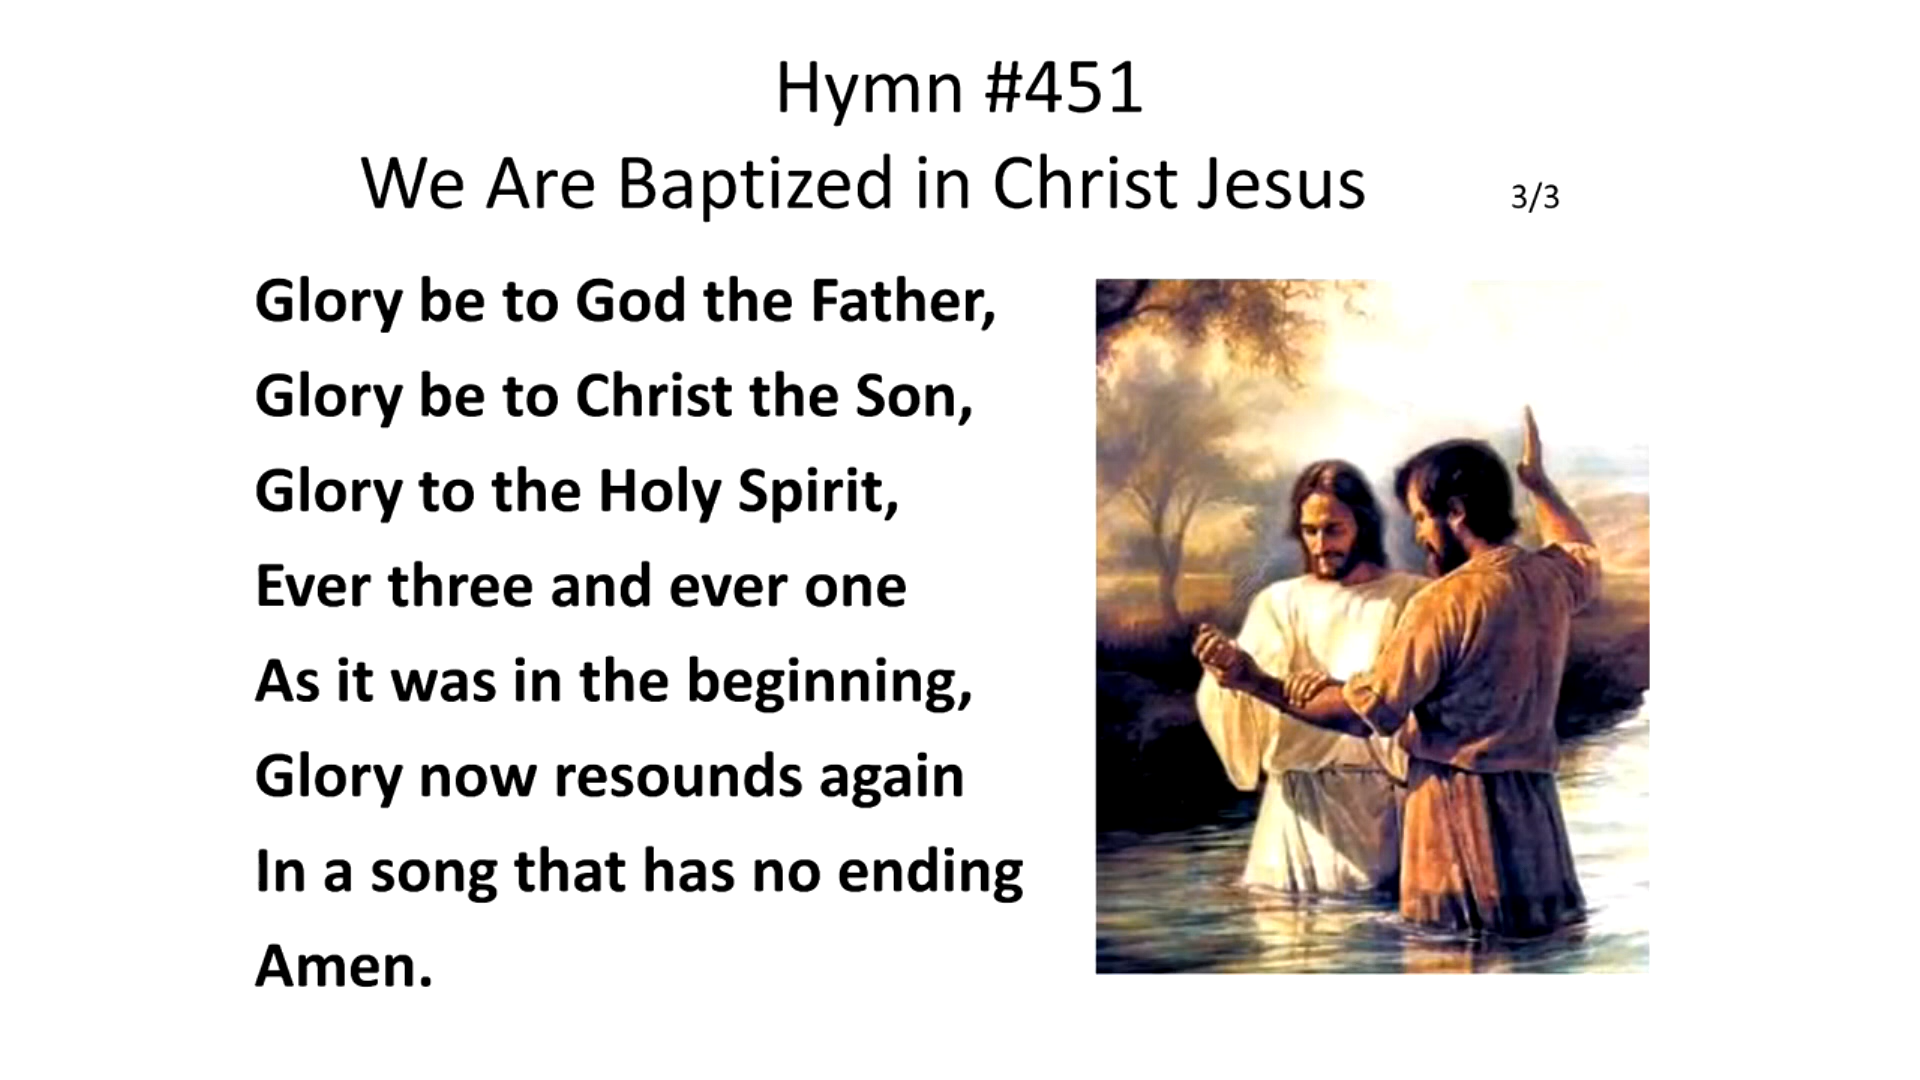 Hymn #451
We Are Baptized in Christ Jesus 3/3
Glory be to God the Father,
Glory be to Christ the Son,
Glory to the Holy Spirit,
Ever three and ever one
As it was in the beginning,
Glory now resounds again
In a song that has no ending
Amen.